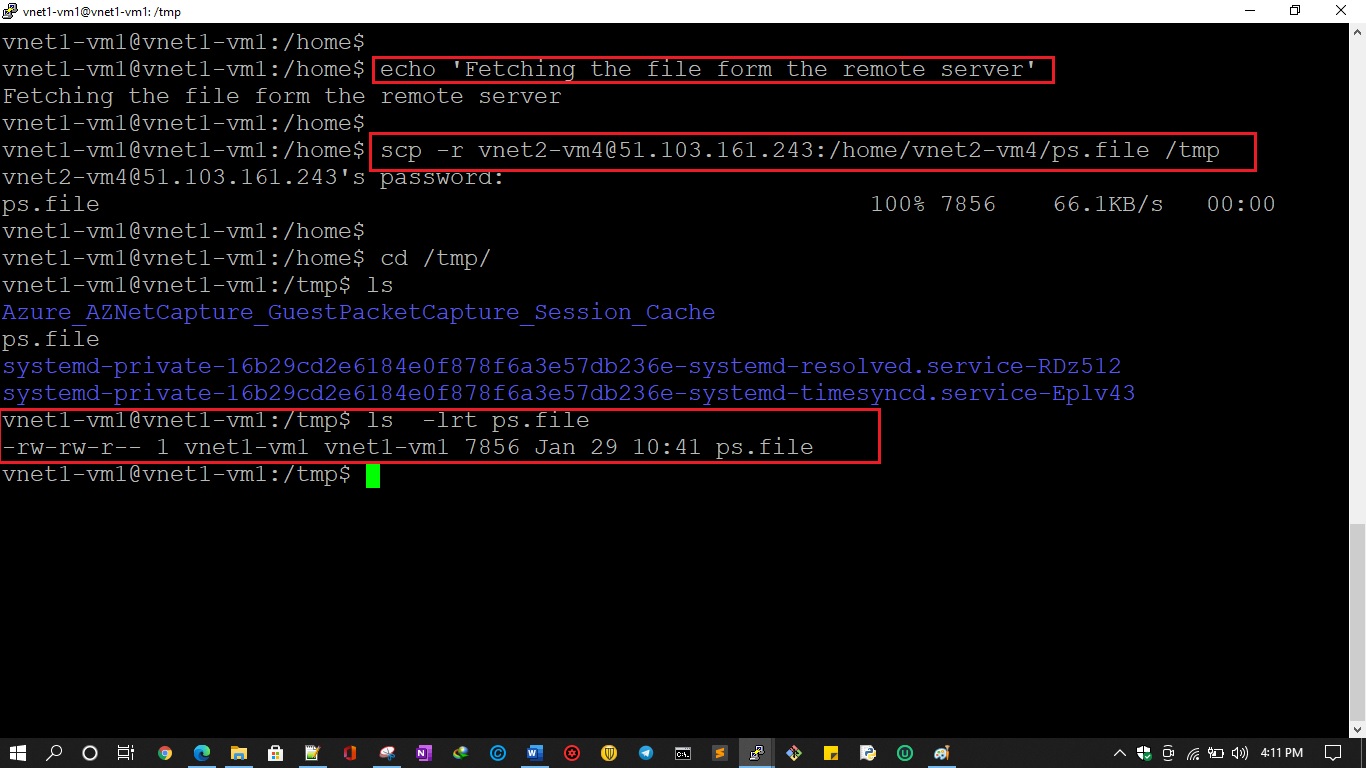 vnet1-vm1@vnet1-vm1: /tmp
vnet1-vm1@vnet1-vm1:/home$
vnet1-vm1@vnet1-vm1:/home$ echo 'Fetching the file form the remote server'
Fetching the file form the remote server
vnet1-vm1@vnet1-vm1:/home$
vnet1-vm1@vnet1-vm1:/home$ scp -r vnet2-vm4@51.103.161.243:/home/vnet2-vm4/ps.file /tmp
vnet2-vm4@51.103.161.243's password:
ps.file 100% 7856 66.1KB/s 00:00
vnet1-vm1@vnet1-vm1:/home$
vnet1-vm1@vnet1-vm1:/home$ cd /tmp/
vnet1-vm1@vnet1-vm1:/tmp$ ls
Azure_AZNetCapture_GuestPacketCapture_Session_Cache
ps.file
systemd-private-16b29cd2e6184e0f878f6a3e57db236e-systemd-resolved.service-RDz512
systemd-private-16b29cd2e6184e0f878f6a3e57db236e-systemd-timesyncd.service-Eplv43
vnet1-vm1@vnet1-vm1:/tmp$ ls  -lrt ps.file
-rw-rw-r-- 1 vnet1-vm1 vnet1-vm1 7856 Jan 29 10:41 ps.file
vnet1-vm1@vnet1-vm1:/tmp$
4:11 PM